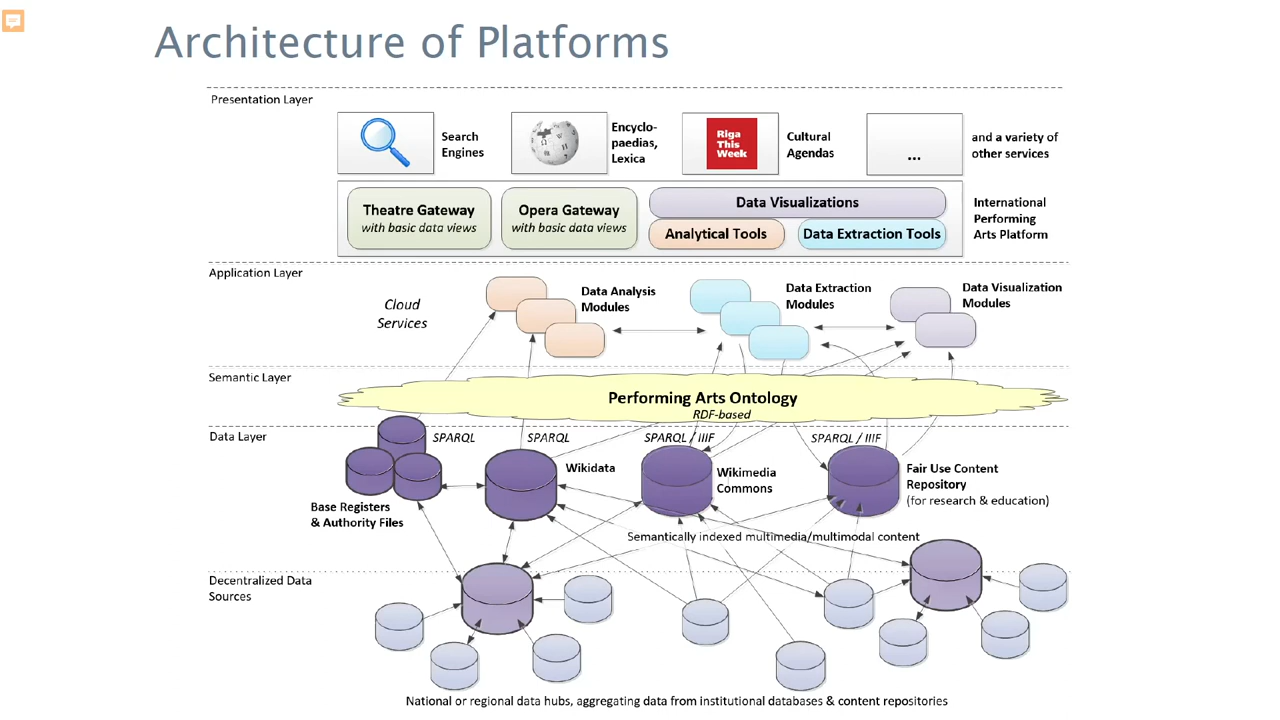 Architecture of Platforms
Presentation Layer
Search
Engines
Encyclo-
paedias,
Lexica
Riga
This
Week
Cultural
Agendas
...
and a variety of
other services
Theatre Gateway
with basic data views
Opera Gateway
with basic data views
Data Visualizations
Analytical Tools
Data Extraction Tools
International
Performing
Arts Platform
Application Layer
Cloud
Services
Data Analysis
Modules
Data Extraction
Modules
Data Visualization
Modules
Semantic Layer
Performing Arts Ontology
RDF-based
Data Layer
SPARQL
SPARQL
SPARQL / IIIF
SPARQL / IIIF
Base Registers
& Authority Files
Wikidata
Wikimedia
Commons
Fair Use Content
Repository
(for research & education)
Semantically indexed multimedia/multimodal content
Decentralized Data
Sources
National or regional data hubs, aggregating data from institutional databases & content repositories